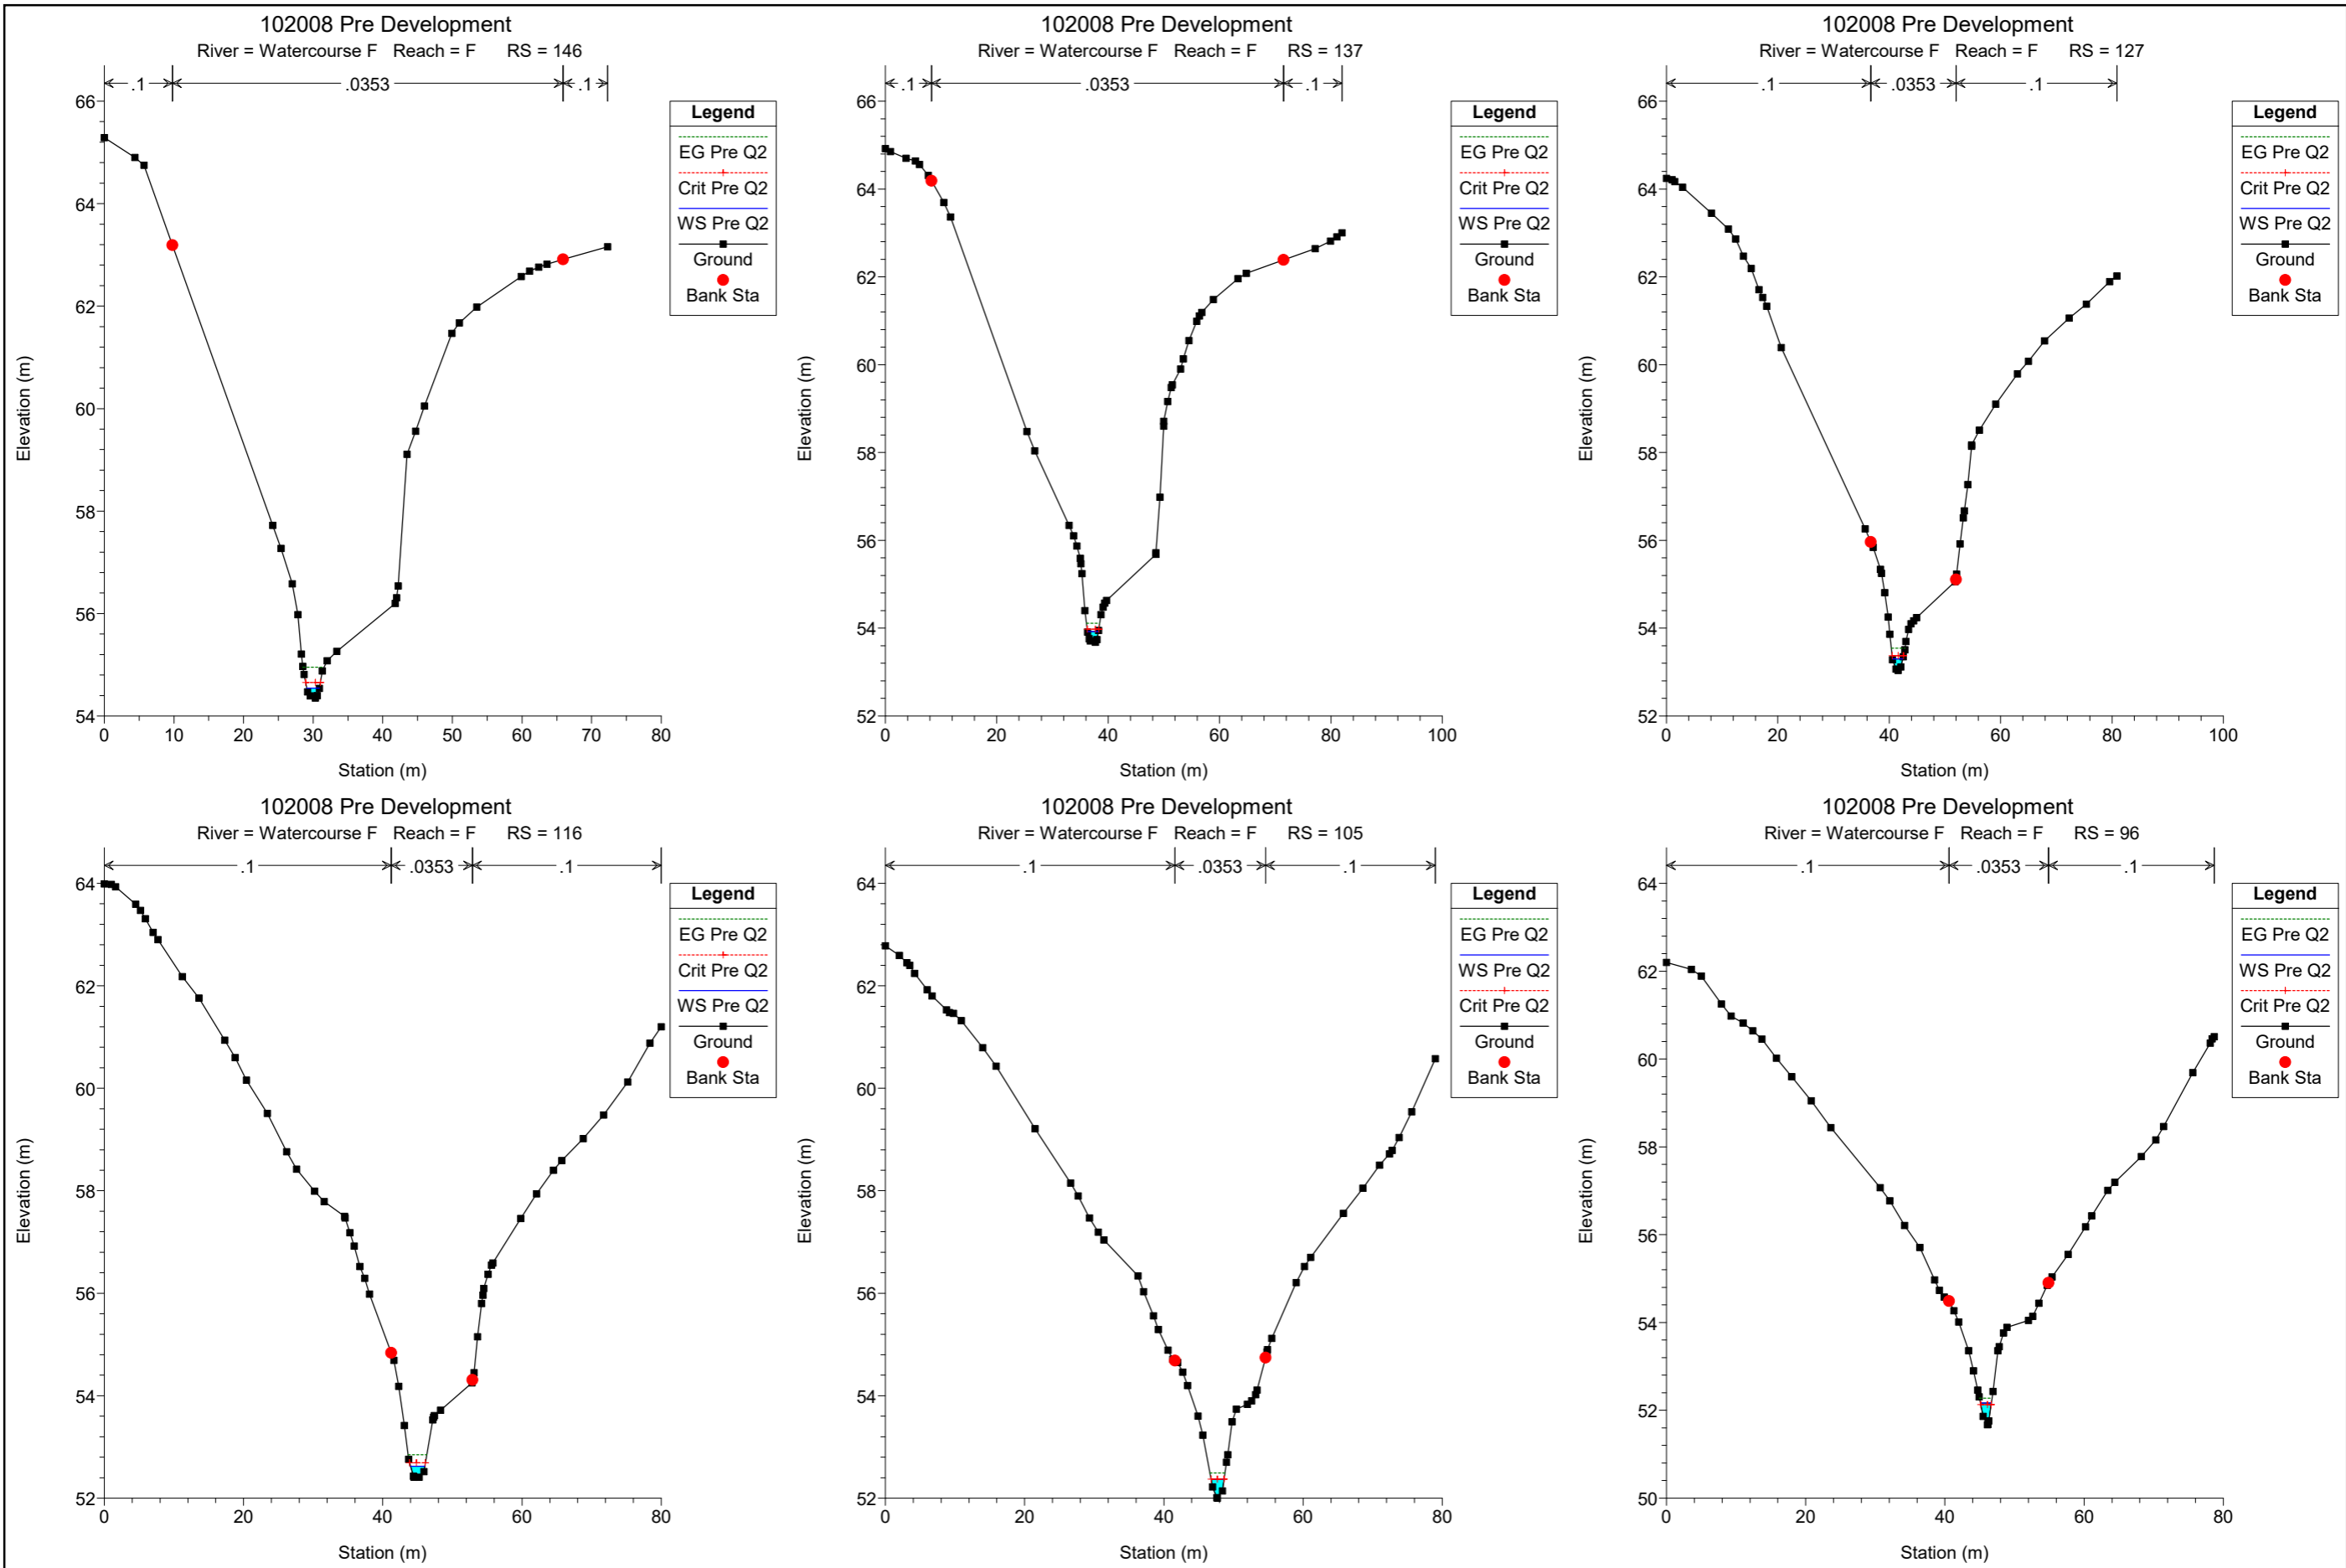 102008 Pre Development
River = Watercourse F Reach = F RS = 146
.1 .0353 .1
Legend
EG Pre Q2
Crit Pre Q2
WS Pre Q2
Ground
Bank Sta
66
64
62
60
58
56
54
0 10 20 30 40 50 60 70 80
Elevation (m)
Station (m)
102008 Pre Development
River = Watercourse F Reach = F RS = 137
.1 .0353 .1
Legend
EG Pre Q2
Crit Pre Q2
WS Pre Q2
Ground
Bank Sta
66
64
62
60
58
56
54
52
0 20 40 60 80 100
Elevation (m)
Station (m)
102008 Pre Development
River = Watercourse F Reach = F RS = 127
.1 .0353 .1
Legend
EG Pre Q2
Crit Pre Q2
WS Pre Q2
Ground
Bank Sta
66
64
62
60
58
56
54
52
0 20 40 60 80 100
Elevation (m)
Station (m)
102008 Pre Development
River = Watercourse F Reach = F RS = 116
.1 .0353 .1
Legend
EG Pre Q2
Crit Pre Q2
WS Pre Q2
Ground
Bank Sta
64
62
60
58
56
54
52
0 20 40 60 80
Elevation (m)
Station (m)
102008 Pre Development
River = Watercourse F Reach = F RS = 105
.1 .0353 .1
Legend
EG Pre Q2
WS Pre Q2
Crit Pre Q2
Ground
Bank Sta
64
62
60
58
56
54
52
0 20 40 60 80
Elevation (m)
Station (m)
102008 Pre Development
River = Watercourse F Reach = F RS = 96
.1 .0353 .1
Legend
EG Pre Q2
WS Pre Q2
Crit Pre Q2
Ground
Bank Sta
64
62
60
58
56
54
52
50
0 20 40 60 80
Elevation (m)
Station (m)